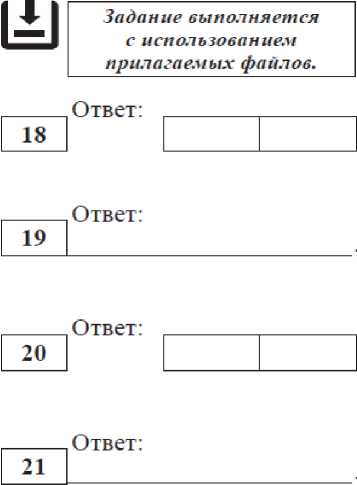 Задание выполняется
с использованием
прилагаемых файлов.
Ответ:
18
Ответ:
19
.
Ответ:
20
Ответ:
21
.